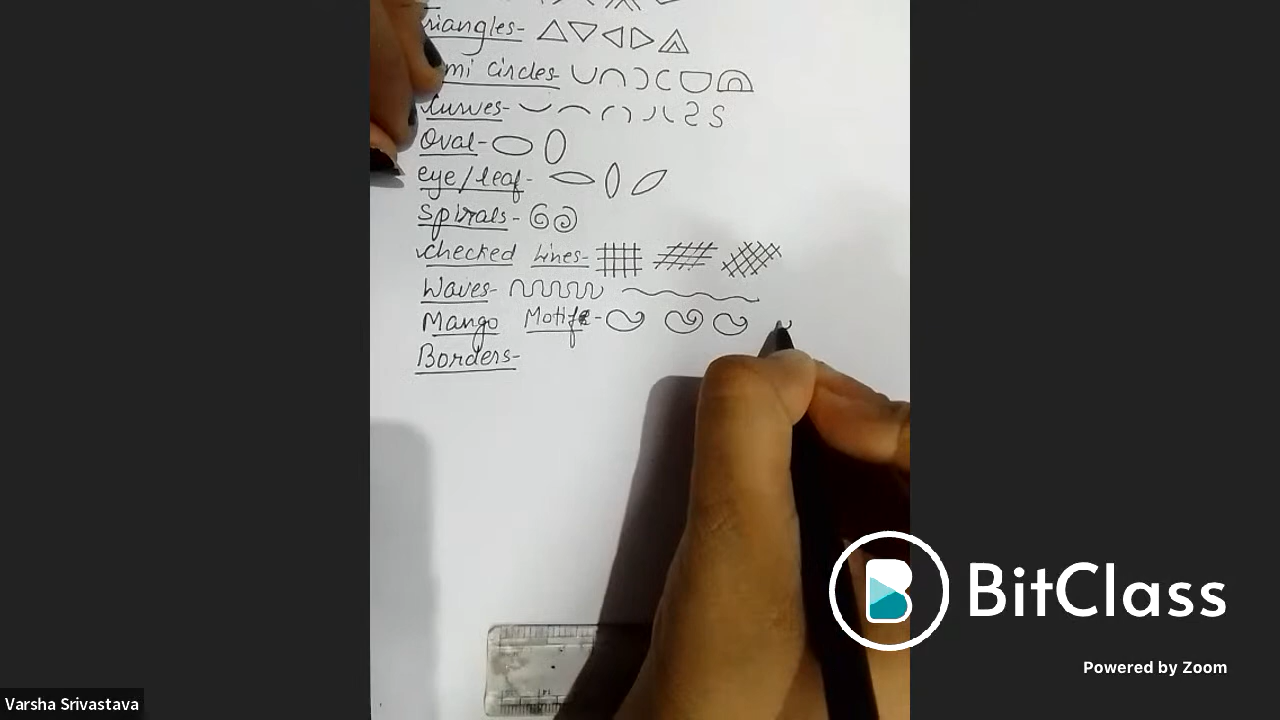 riangles-
mi Circles-
Curves-
Oval-
eye/leaf-
Spirals-
Checked Lines-
Waves-
Mango Motifs-
Borders-
BitClass
Powered by Zoom
Varsha Srivastava